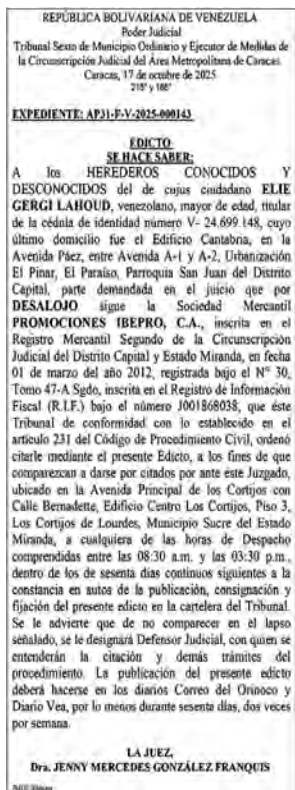 REPÚBLICA BOLIVARIANA DE VENEZUELA
Poder Judicial
Tribunal Sexto de Municipio Ordinario y Ejecutor de Medidas de
la Circunscripción Judicial del Área Metropolitana de Caracas
Caracas, 17 de octubre de 2025
215° y 166°
EXPEDIENTE: AP31-F-V-2025-000143
EDICTO
SE HACE SABER:
A los HEREDEROS CONOCIDOS Y
DESCONOCIDOS del de cujus ciudadano ELIE
GERGI LAHOUD, venezolano, mayor de edad, titular
de la cédula de identidad número V- 24.699.148, cuyo
último domicilio fue el Edificio Cantabria, en la
Avenida Páez, entre Avenida A-1 y A-2, Urbanización
El Pinar, El Paraíso, Parroquia San Juan del Distrito
Capital, parte demandada en el juicio que por
DESALOJO sigue la Sociedad Mercantil
PROMOCIONES IBEPRO, C.A., inscrita en el
Registro Mercantil Segundo de la Circunscripción
Judicial del Distrito Capital y Estado Miranda, en fecha
01 de marzo del año 2012, registrada bajo el N° 30,
Tomo 47-A Sgdo, inscrita en el Registro de Información
Fiscal (R.I.F.) bajo el número J001868038, que éste
Tribunal de conformidad con lo establecido en el
artículo 231 del Código de Procedimiento Civil, ordenó
citarle mediante el presente Edicto, a los fines de que
comparezcan a darse por citados por ante éste Juzgado,
ubicado en la Avenida Principal de los Cortijos con
Calle Bernadette, Edificio Centro Los Cortijos, Piso 3,
Los Cortijos de Lourdes, Municipio Sucre del Estado
Miranda, a cualquiera de las horas de Despacho
comprendidas entre las 08:30 a.m. y las 03:30 p.m.,
dentro de los de sesenta días continuos siguientes a la
constancia en autos de la publicación, consignación y
fijación del presente edicto en la cartelera del Tribunal.
Se le advierte que de no comparecer en el lapso
señalado, se le designará Defensor Judicial, con quien se
entenderán la citación y demás trámites del
procedimiento. La publicación del presente edicto
deberá hacerse en los diarios Correo del Orinoco y
Diario Vea, por lo menos durante sesenta días, dos veces
por semana.
LA JUEZ,
Dra. JENNY MERCEDES GONZÁLEZ FRANQUIS